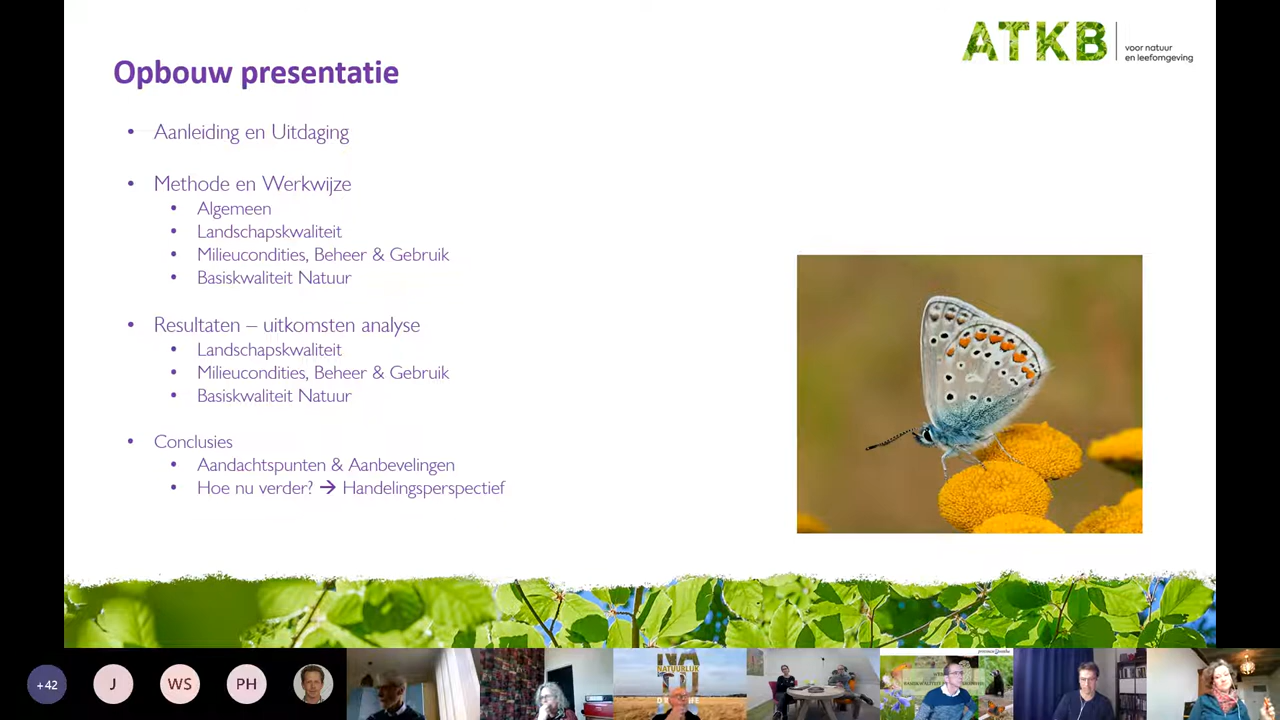 ATKB
voor natuur
en leefomgeving
Opbouw presentatie
• Aanleiding en Uitdaging
• Methode en Werkwijze
• Algemeen
• Landschapskwaliteit
• Milieucondities, Beheer & Gebruik
• Basiskwaliteit Natuur
• Resultaten – uitkomsten analyse
• Landschapskwaliteit
• Milieucondities, Beheer & Gebruik
• Basiskwaliteit Natuur
• Conclusies
• Aandachtspunten & Aanbevelingen
• Hoe nu verder? → Handelingsperspectief
+42
J
WS
PH
NATUURLIJK